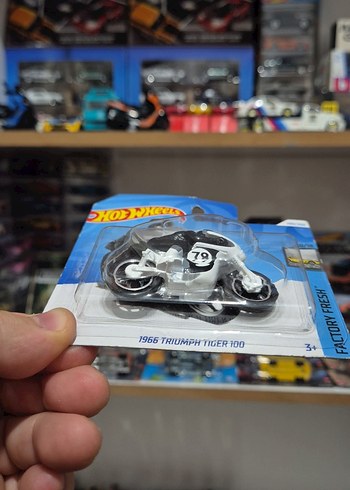 HOT WHEELS
79
FACTORY FRESH
1966 TRIUMPH TIGER 100
3+